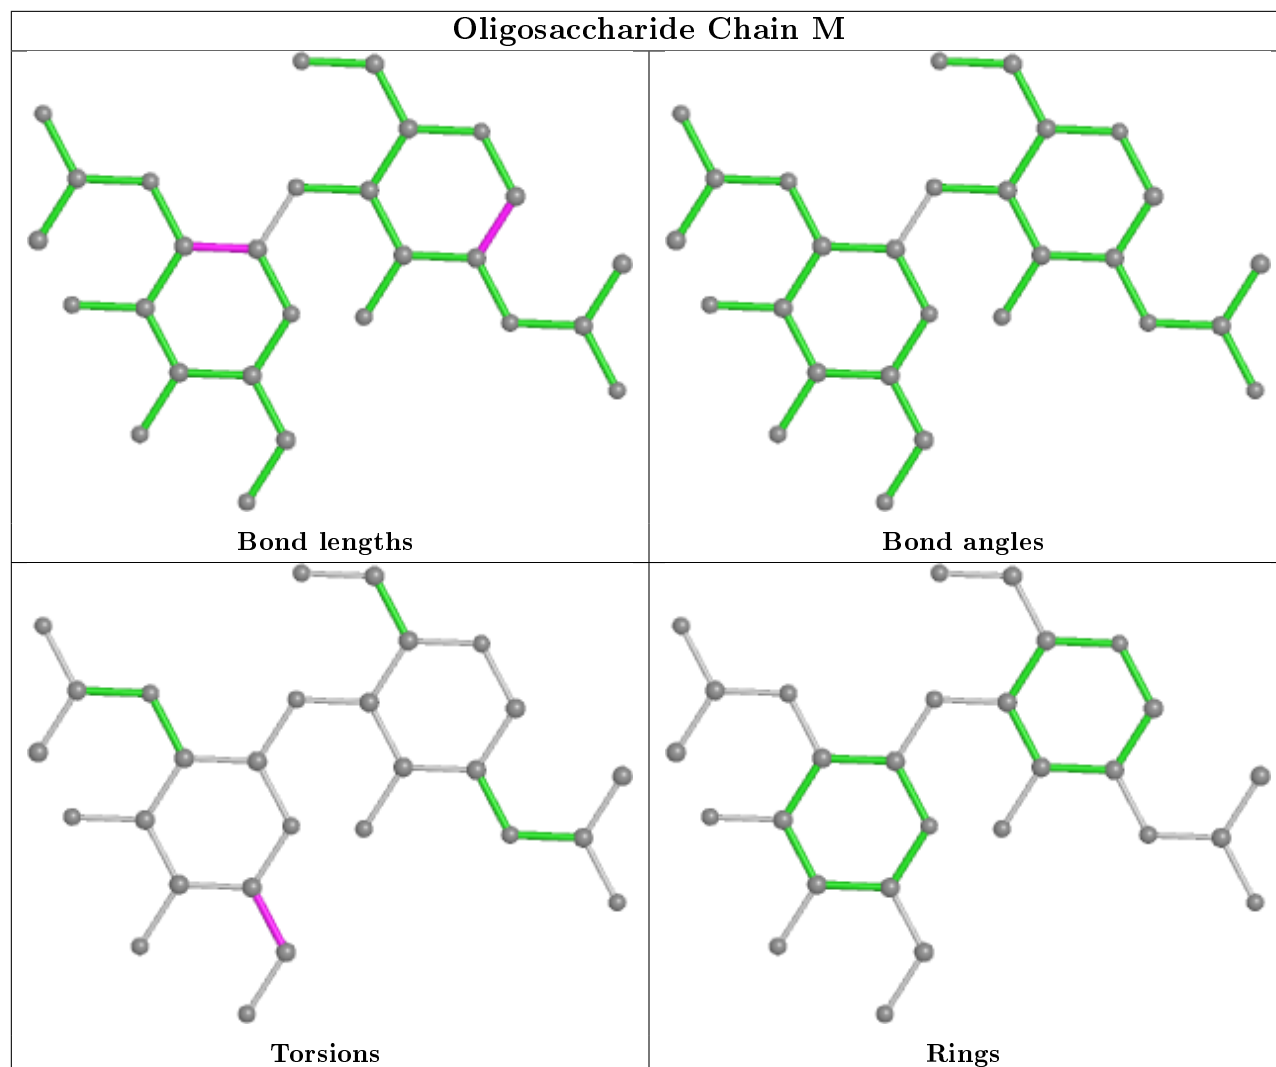 Oligosaccharide Chain M
Bond lengths
Bond angles
Torsions
Rings